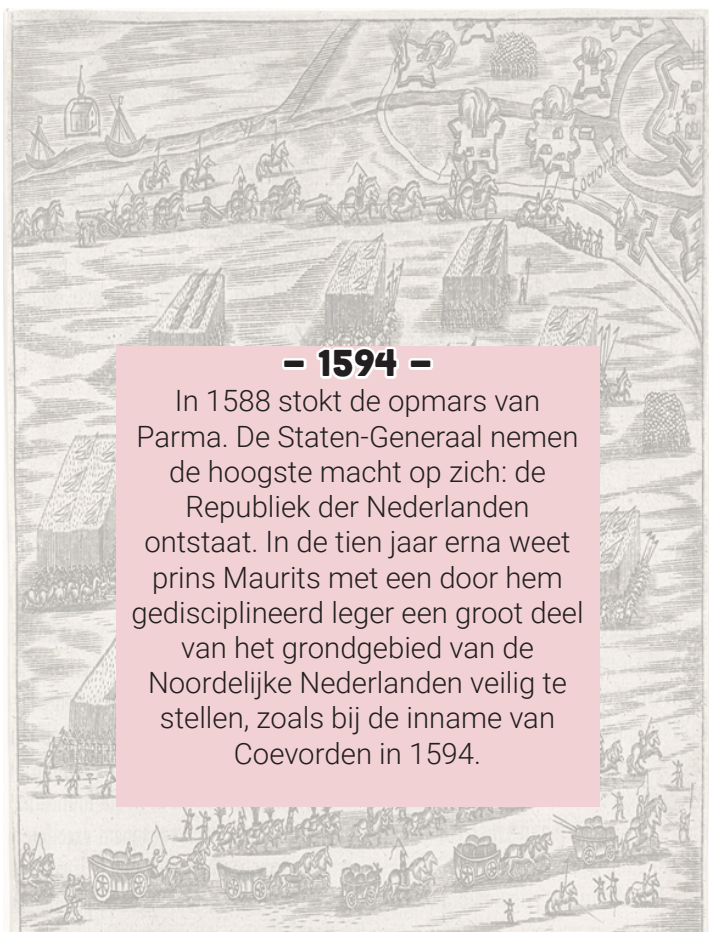 Coevorden
– 1594 –
In 1588 stokt de opmars van
Parma. De Staten-Generaal nemen
de hoogste macht op zich: de
Republiek der Nederlanden
ontstaat. In de tien jaar erna weet
prins Maurits met een door hem
gedisciplineerd leger een groot deel
van het grondgebied van de
Noordelijke Nederlanden veilig te
stellen, zoals bij de inname van
Coevorden in 1594.